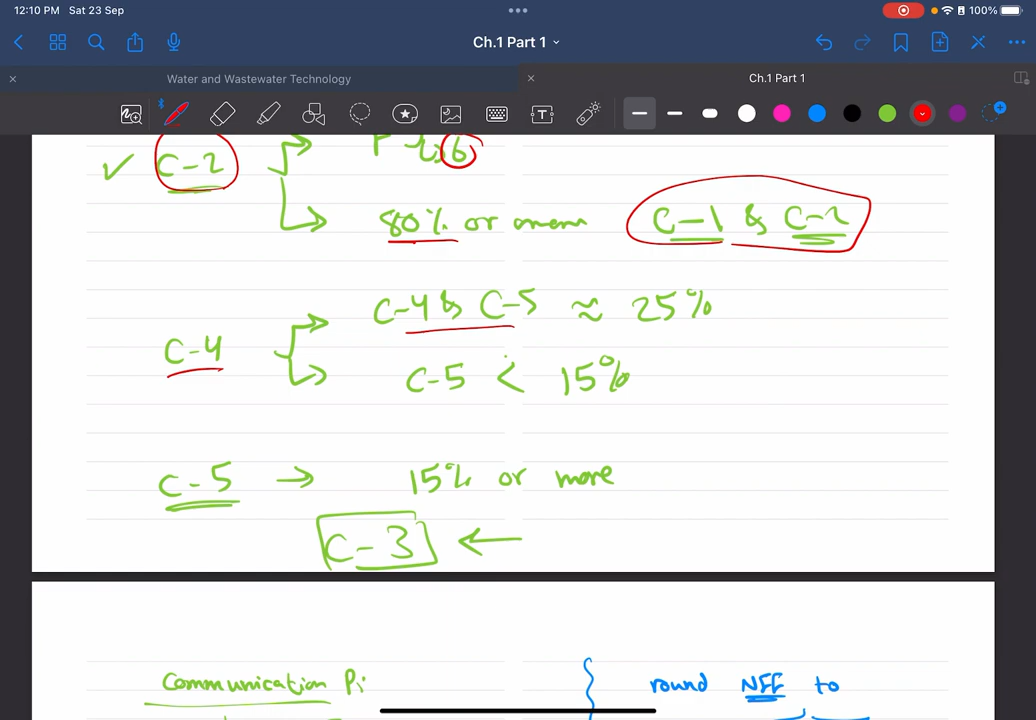 12:10 PM Sat 23 Sep
100%
Ch.1 Part 1
Water and Wastewater Technology
Ch.1 Part 1
C-2
80% or C-1 & C-2
C-4 & C-5 ≈ 25%
C-4
C-5 < 15%
C-5 → 15% or more
C-3 ←
Communication
round NFF to